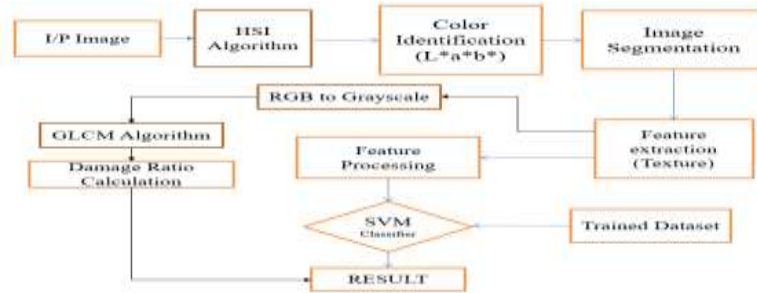 I/P Image
HSI
Algorithm
Color
Identification
(L*a*b*)
Image
Segmentation
RGB to Grayscale
GLCM Algorithm
Damage Ratio
Calculation
Feature
Processing
Feature
extraction
(Texture)
SVM
Classifier
Trained Dataset
RESULT